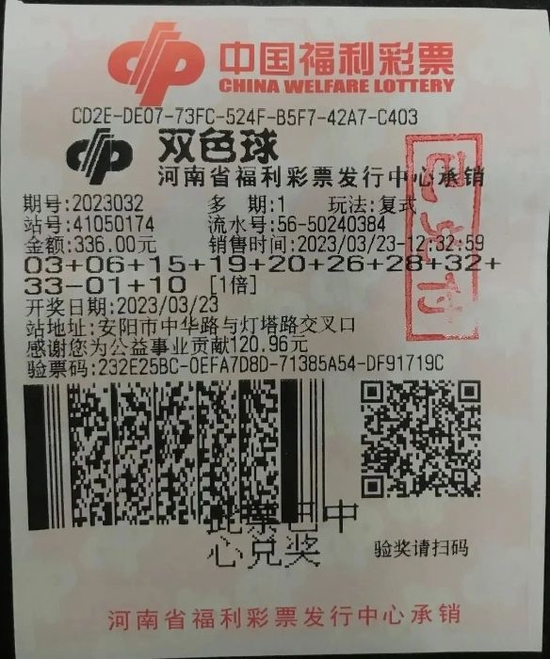 中国福利彩票
CHINA WELFARE LOTTERY
CD2E-DE07-73FC-524F-B5F7-42A7-C403
双色球
河南省福利彩票发行中心承销
期号:2023032 多 期:1 玩法:复式
站号:41050174 流水号:56-50240384
金额:336.00元 销售时间:2023/03/23-12:32:59
03+06+15+19+20+26+28+32+
33-01+10 [1倍]
开奖日期:2023/03/23
站地址:安阳市中华路与灯塔路交叉口
感谢您为公益事业贡献120.96元
验票码:232E25BC-0EFA7D8D-71385A54-DF91719C
已兑付
此票已中
心兑奖
验奖请扫码
河南省福利彩票发行中心承销